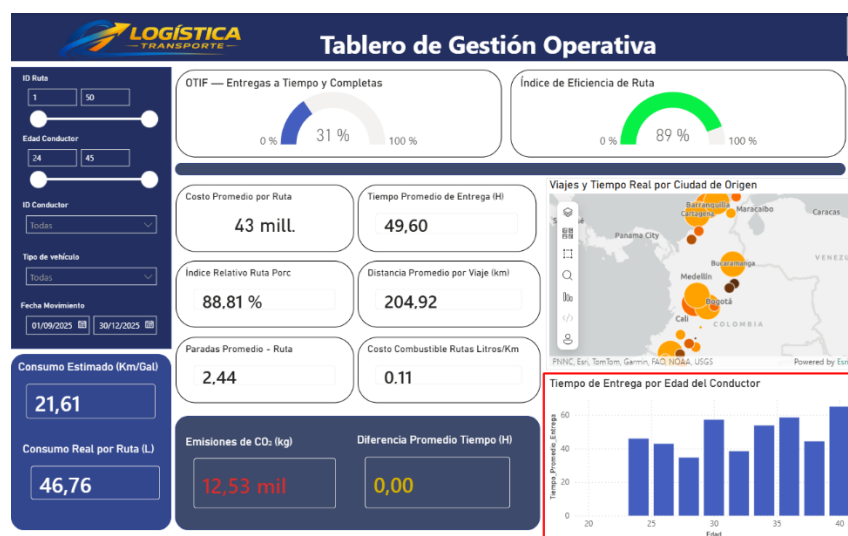 LOGÍSTICA
TRANSPORTE
Tablero de Gestión Operativa
ID Ruta
1 50
Edad Conductor
24 45
ID Conductor
Todas
Tipo de vehículo
Todas
Fecha Movimiento
01/09/2025 30/12/2025
Consumo Estimado (Km/Gal)
21,61
Consumo Real por Ruta (L)
46,76
OTIF — Entregas a Tiempo y Completas
0 % 31 % 100 %
Índice de Eficiencia de Ruta
0 % 89 % 100 %
Costo Promedio por Ruta
43 mill.
Tiempo Promedio de Entrega (H)
49,60
Índice Relativo Ruta Porc
88,81 %
Distancia Promedio por Viaje (km)
204,92
Paradas Promedio - Ruta
2,44
Costo Combustible Rutas Litros/Km
0.11
Emisiones de CO₂ (kg)
12,53 mil
Diferencia Promedio Tiempo (H)
0,00
Viajes y Tiempo Real por Ciudad de Origen
Barranquilla
Cartagena
Maracaibo
Caracas
Panama City
Bucaramanga
Medellín
Bogotá
Cali
COLOMBIA
PNNC, Esri, TomTom, Garmin, FAO, NOAA, USGS
Powered by Esri
Tiempo de Entrega por Edad del Conductor
Tiempo_Promedio_Entrega
60
40
20
0
20 25 30 35 40
Edad